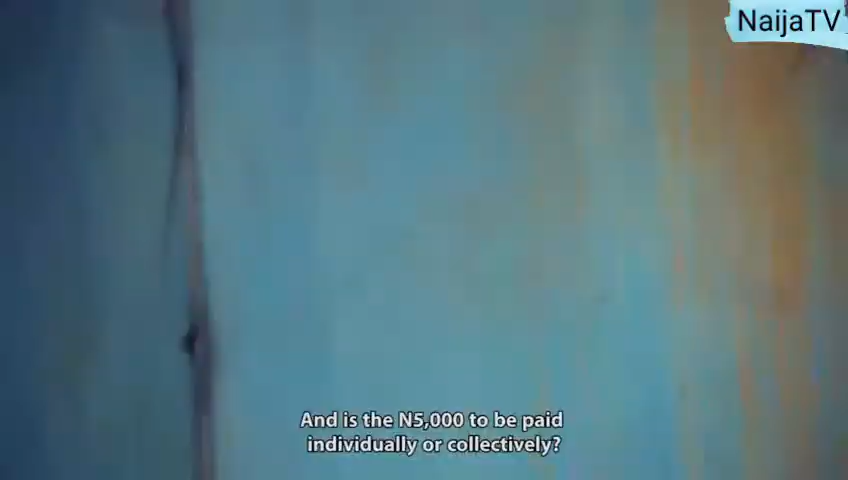 NaijaTV
And is the N5,000 to be paid
individually or collectively?